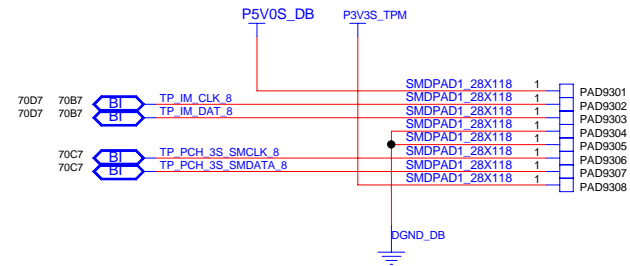 P5V0S_DB P3V3S_TPM
SMDPAD1_28X118 1 PAD9301
70D7 70B7 BI TP_IM_CLK_8 SMDPAD1_28X118 1 PAD9302
70D7 70B7 BI TP_IM_DAT_8 SMDPAD1_28X118 1 PAD9303
SMDPAD1_28X118 1 PAD9304
SMDPAD1_28X118 1 PAD9305
70C7 BI TP_PCH_3S_SMCLK_8 SMDPAD1_28X118 1 PAD9306
70C7 BI TP_PCH_3S_SMDATA_8 SMDPAD1_28X118 1 PAD9307
SMDPAD1_28X118 1 PAD9308
DGND_DB